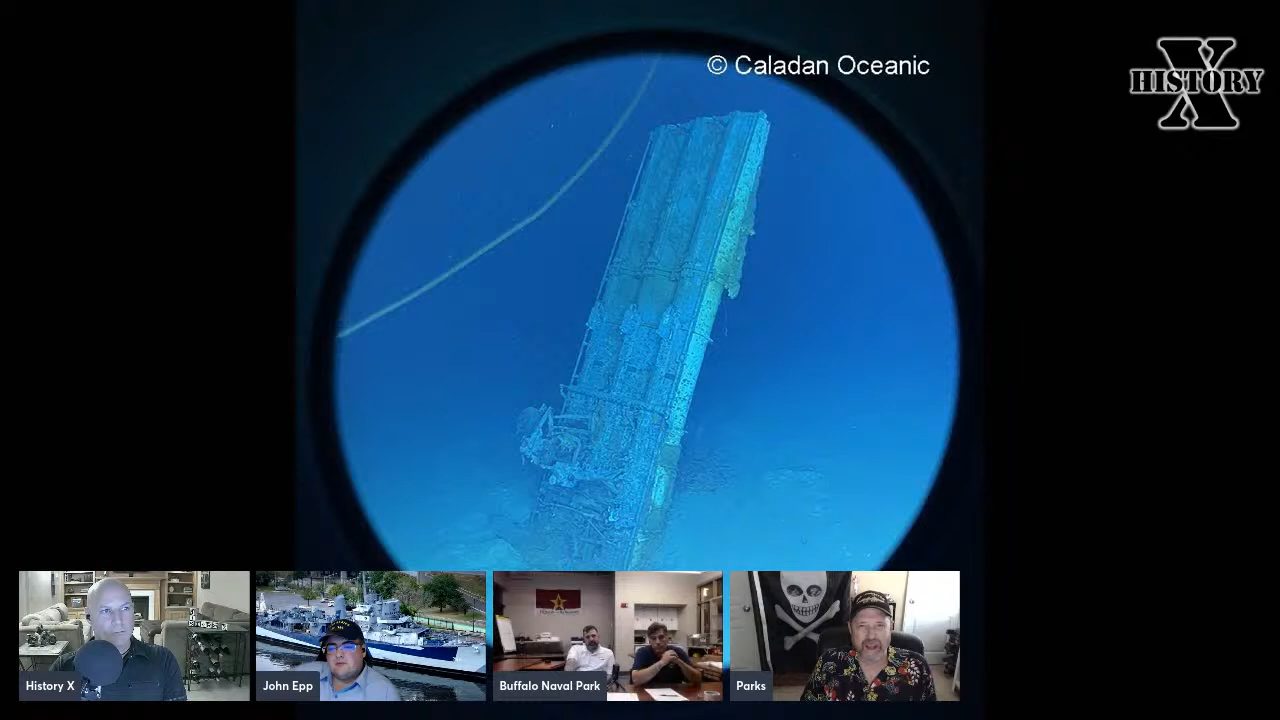 © Caladan Oceanic
HISTORY
X
History X
John Epp
Buffalo Naval Park
Parks